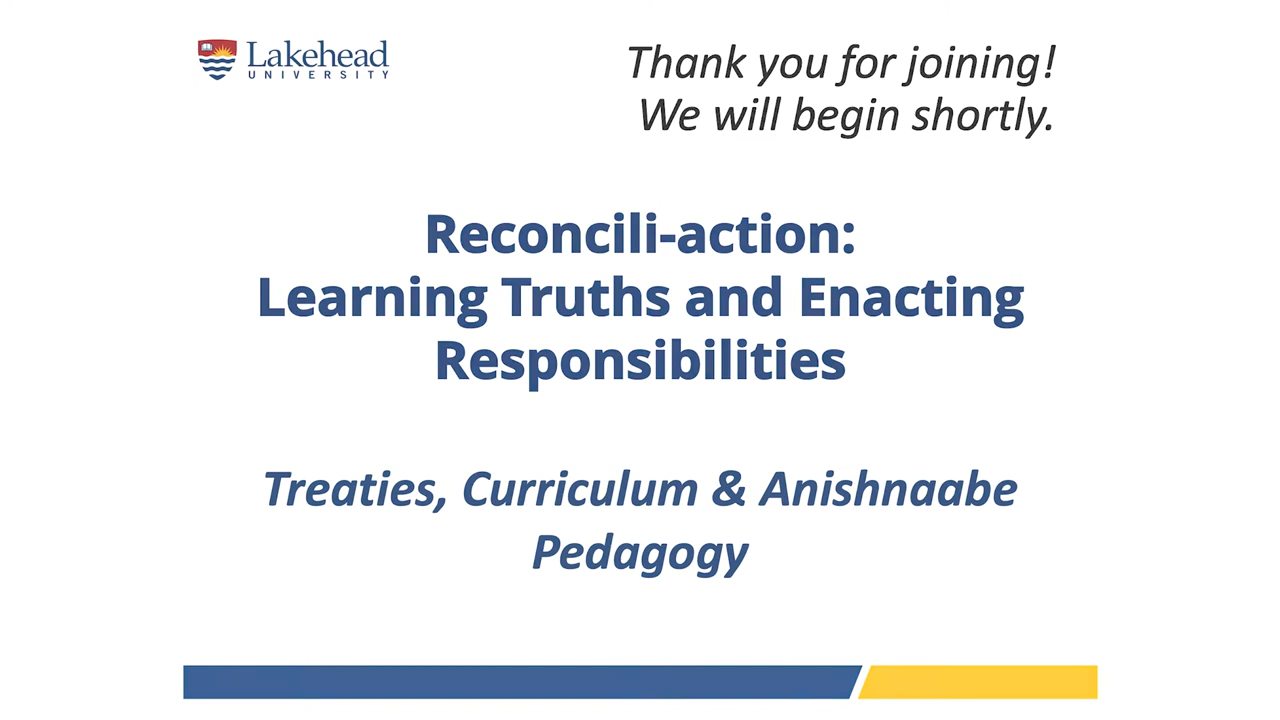 Lakehead
UNIVERSITY
Thank you for joining!
We will begin shortly.
Reconcili-action:
Learning Truths and Enacting
Responsibilities
Treaties, Curriculum & Anishnaabe
Pedagogy